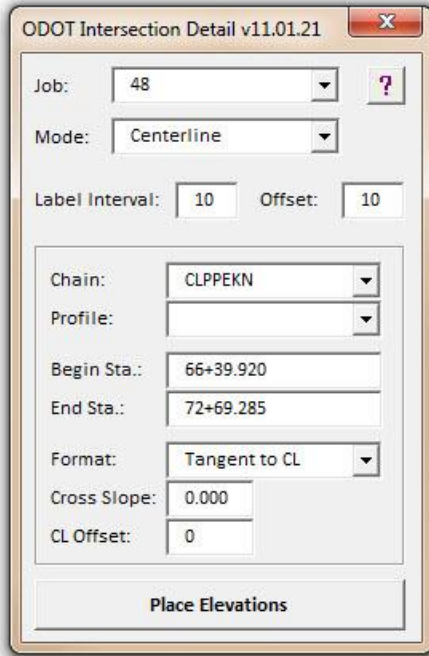 ODOT Intersection Detail v11.01.21
Job: 48 ?
Mode: Centerline
Label Interval: 10 Offset: 10
Chain: CLPPEKN
Profile:
Begin Sta.: 66+39.920
End Sta.: 72+69.285
Format: Tangent to CL
Cross Slope: 0.000
CL Offset: 0
Place Elevations